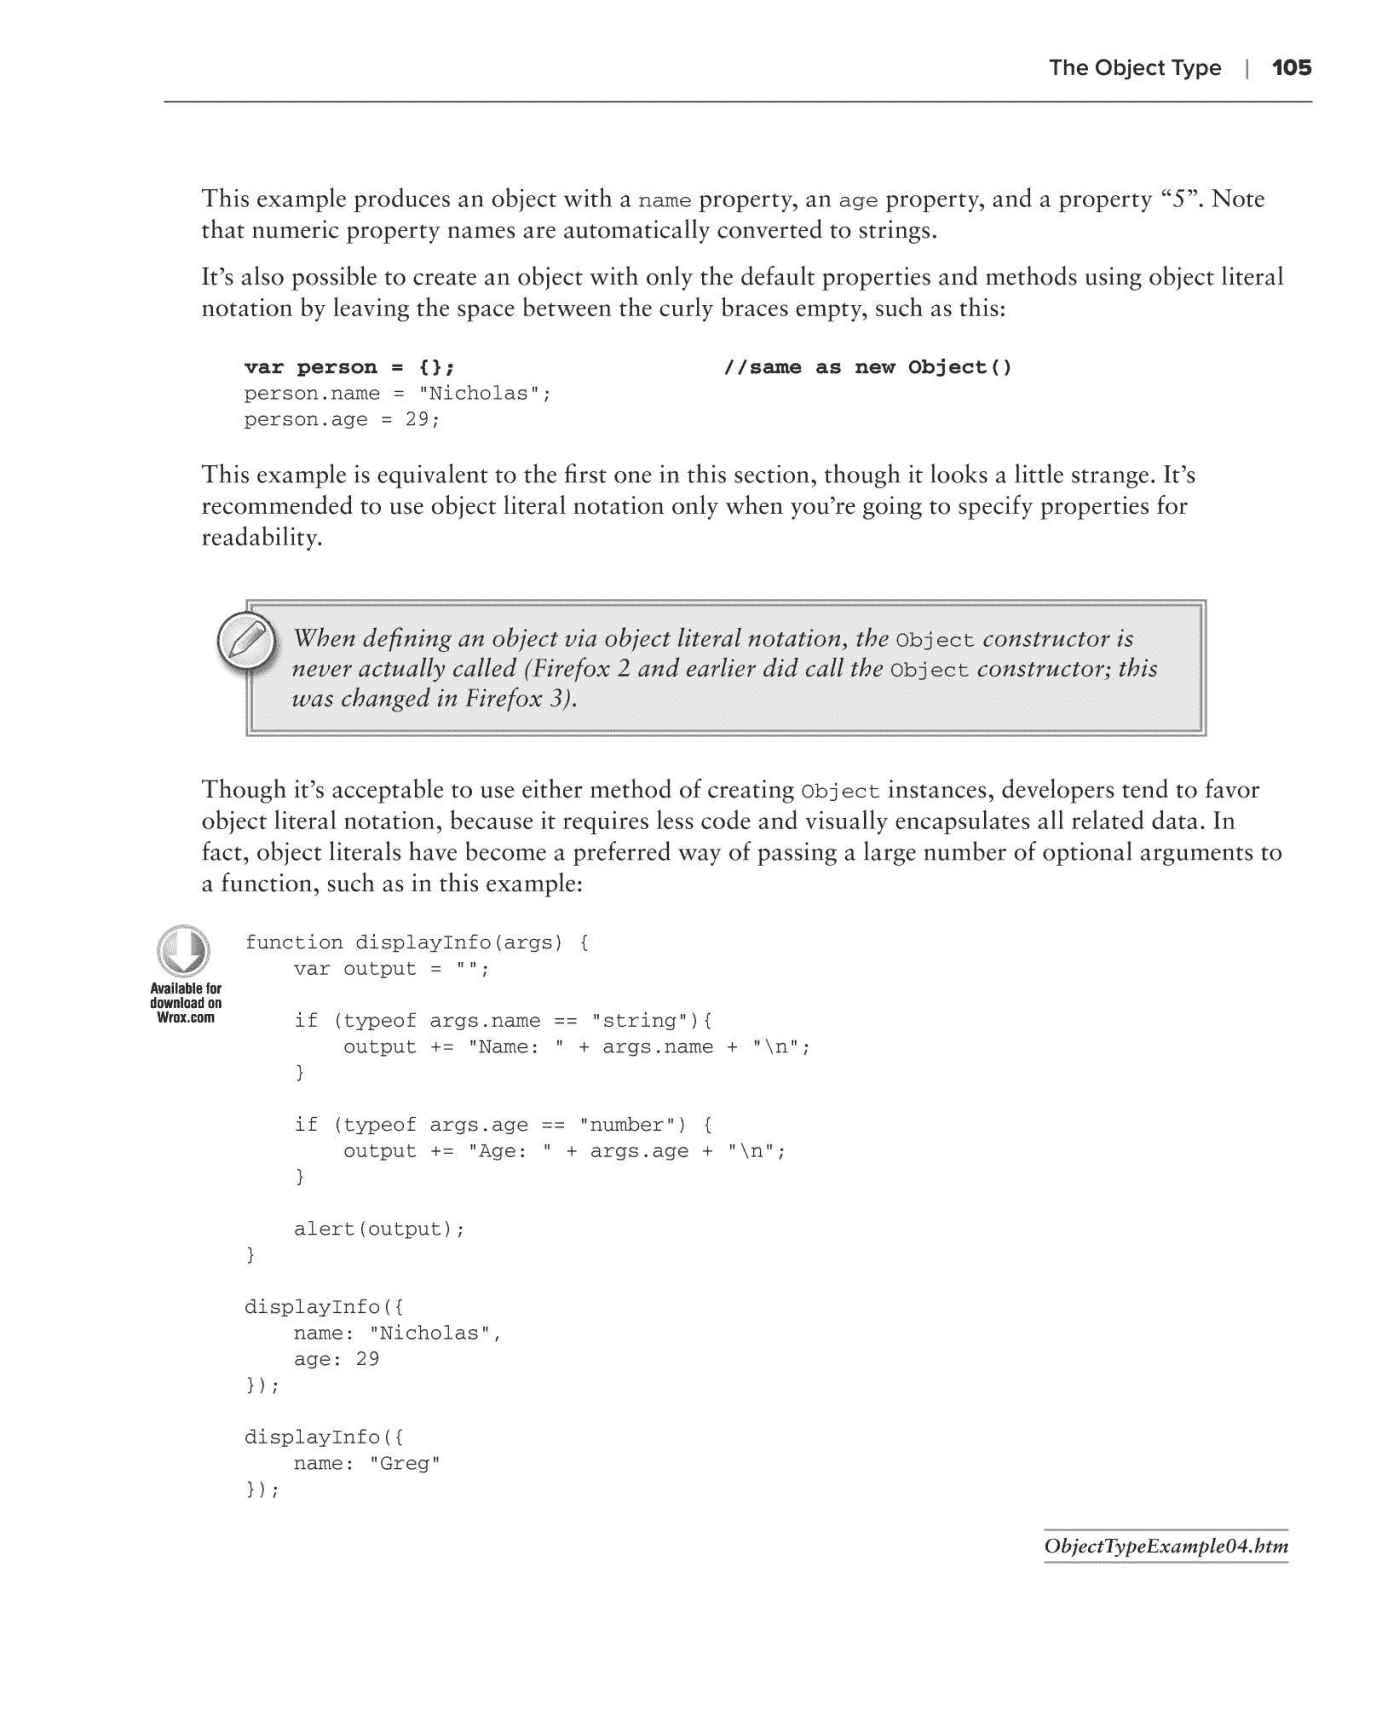 The Object Type | 105
This example produces an object with a name property, an age property, and a property “5”. Note
that numeric property names are automatically converted to strings.
It’s also possible to create an object with only the default properties and methods using object literal
notation by leaving the space between the curly braces empty, such as this:
var person = {};                      //same as new Object()
person.name = "Nicholas";
person.age = 29;
This example is equivalent to the first one in this section, though it looks a little strange. It’s
recommended to use object literal notation only when you’re going to specify properties for
readability.
When defining an object via object literal notation, the Object constructor is
never actually called (Firefox 2 and earlier did call the Object constructor; this
was changed in Firefox 3).
Though it’s acceptable to use either method of creating Object instances, developers tend to favor
object literal notation, because it requires less code and visually encapsulates all related data. In
fact, object literals have become a preferred way of passing a large number of optional arguments to
a function, such as in this example:
Available for
download on
Wrox.com
function displayInfo(args) {
    var output = "";
    if (typeof args.name == "string"){
        output += "Name: " + args.name + "\n";
    }
    if (typeof args.age == "number") {
        output += "Age: " + args.age + "\n";
    }
    alert(output);
}
displayInfo({
    name: "Nicholas",
    age: 29
});
displayInfo({
    name: "Greg"
});
ObjectTypeExample04.htm